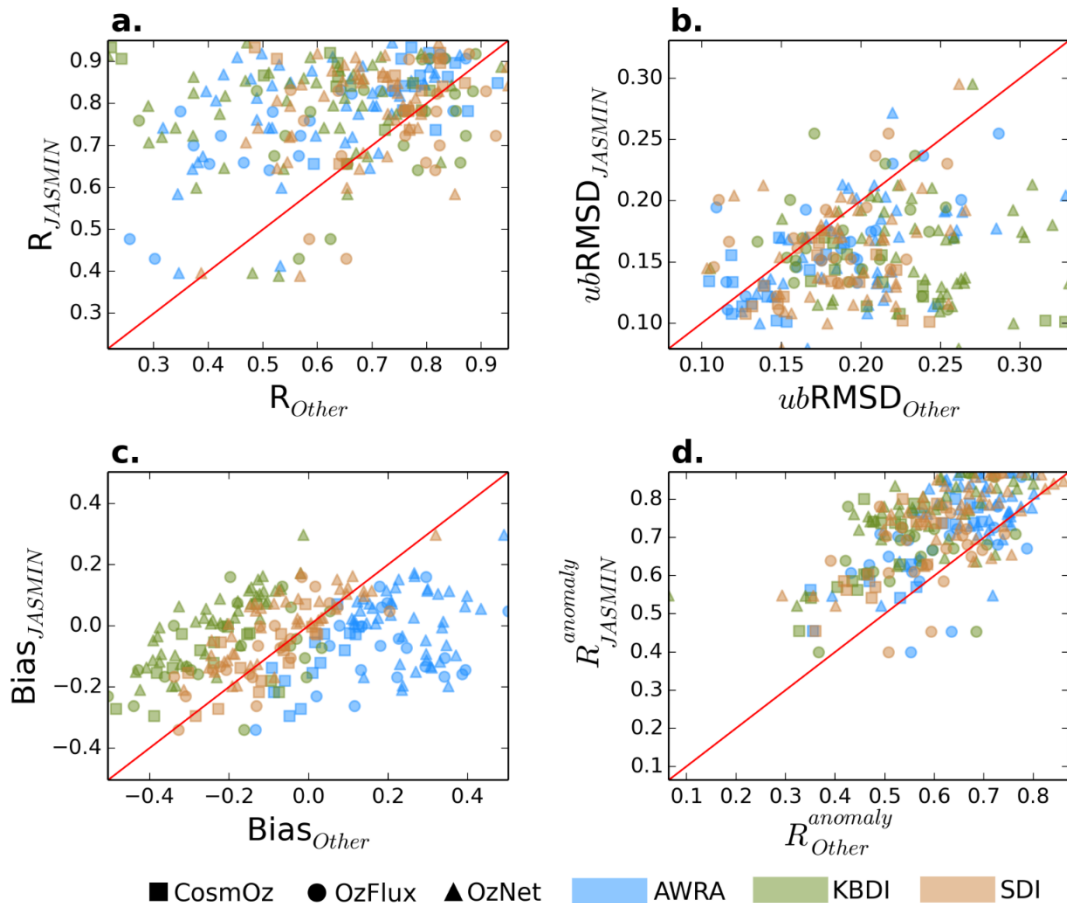 a.
0.9
0.8
0.7
0.6
0.5
0.4
0.3
R_JASMIN
0.3 0.4 0.5 0.6 0.7 0.8 0.9
R_Other
b.
0.30
0.25
0.20
0.15
0.10
ubRMSD_JASMIN
0.10 0.15 0.20 0.25 0.30
ubRMSD_Other
c.
0.4
0.2
0.0
−0.2
−0.4
Bias_JASMIN
−0.4 −0.2 0.0 0.2 0.4
Bias_Other
d.
0.8
0.7
0.6
0.5
0.4
0.3
0.2
0.1
R^anomaly_JASMIN
0.1 0.2 0.3 0.4 0.5 0.6 0.7 0.8
R^anomaly_Other
CosmOz OzFlux OzNet AWRA KBDI SDI